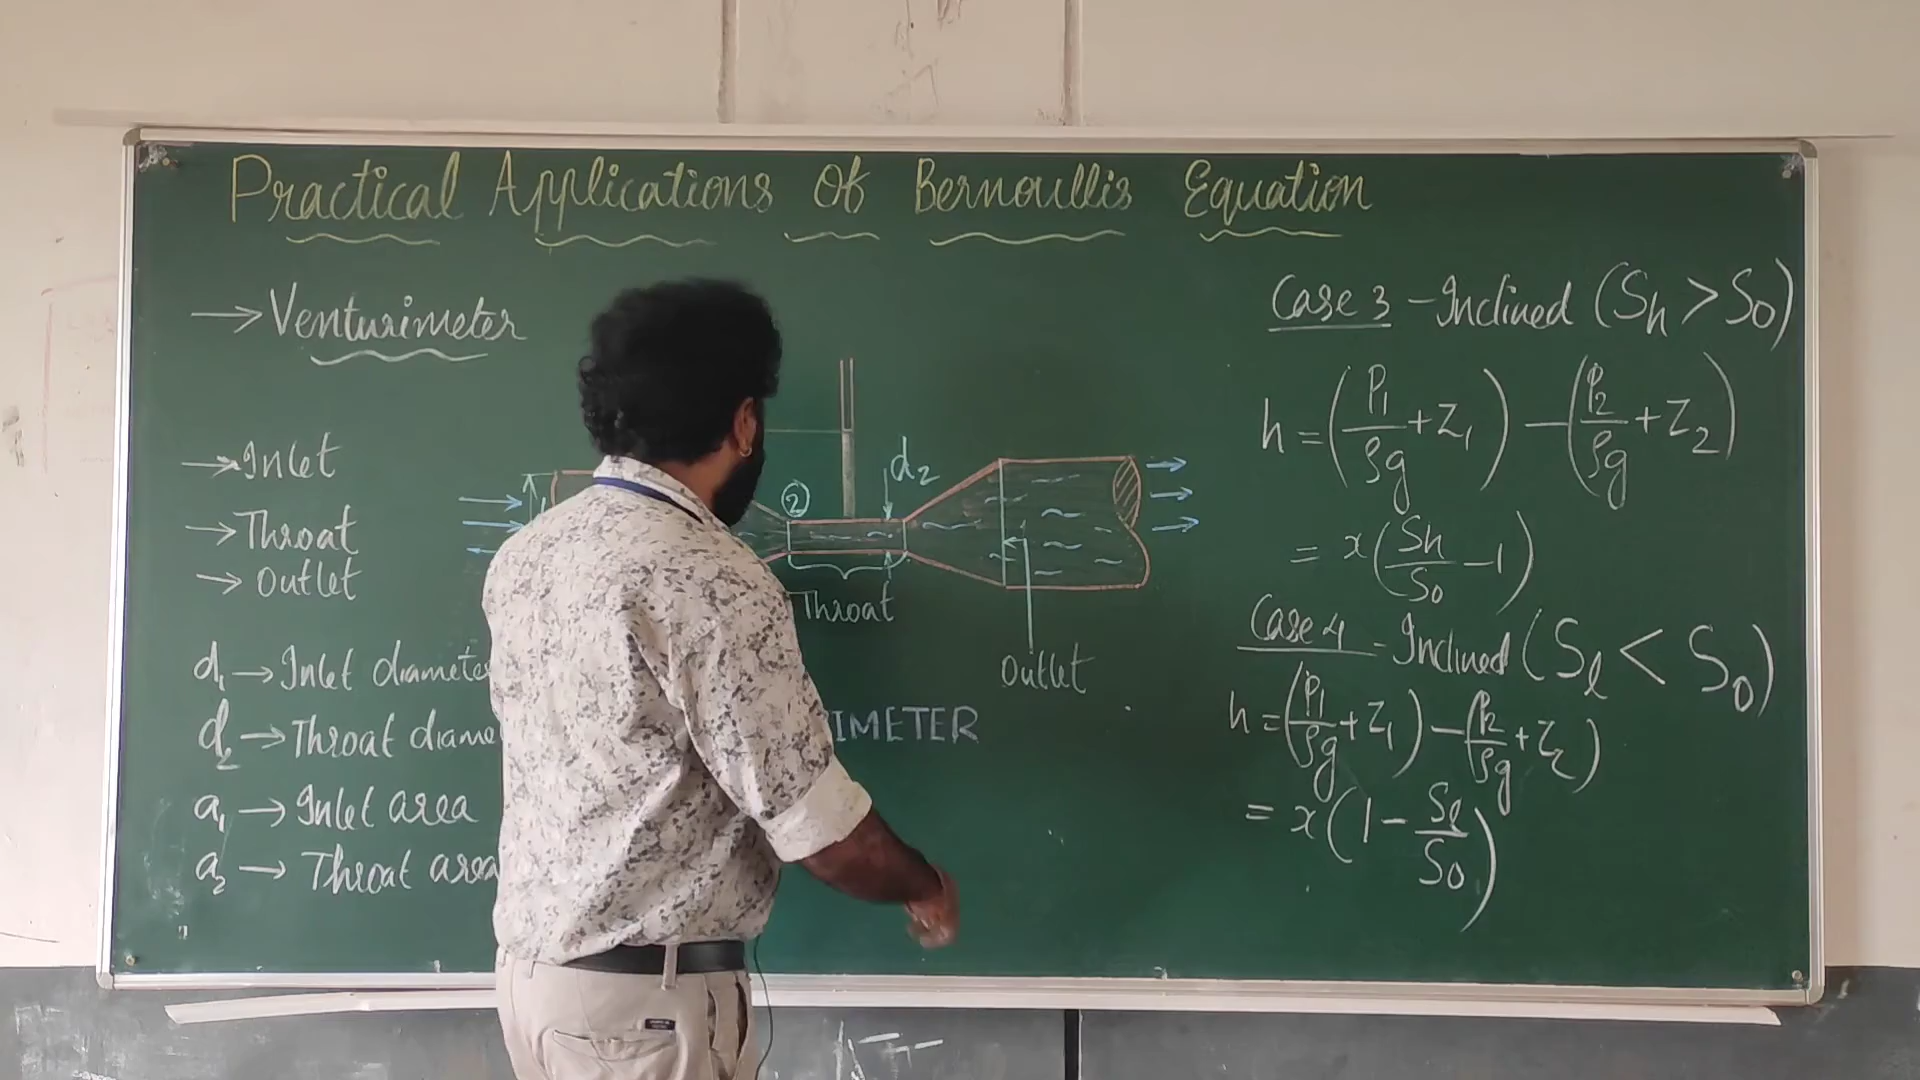 Practical Applications Of Bernoullis Equation
→ Venturimeter
→ Inlet
→ Throat
→ Outlet
d₁ → Inlet diameter
d₂ → Throat diame
a₁ → Inlet area
a₂ → Throat area
②
d₂
Throat
Outlet
IMETER
Case 3 - Inclined (Sh > So)
h = (P₁/ρg + Z₁) - (P₂/ρg + Z₂)
= x(Sh/So - 1)
Case 4 - Inclined (Sl < So)
h = (P₁/ρg + Z₁) - (P₂/ρg + Z₂)
= x(1 - Sl/So)